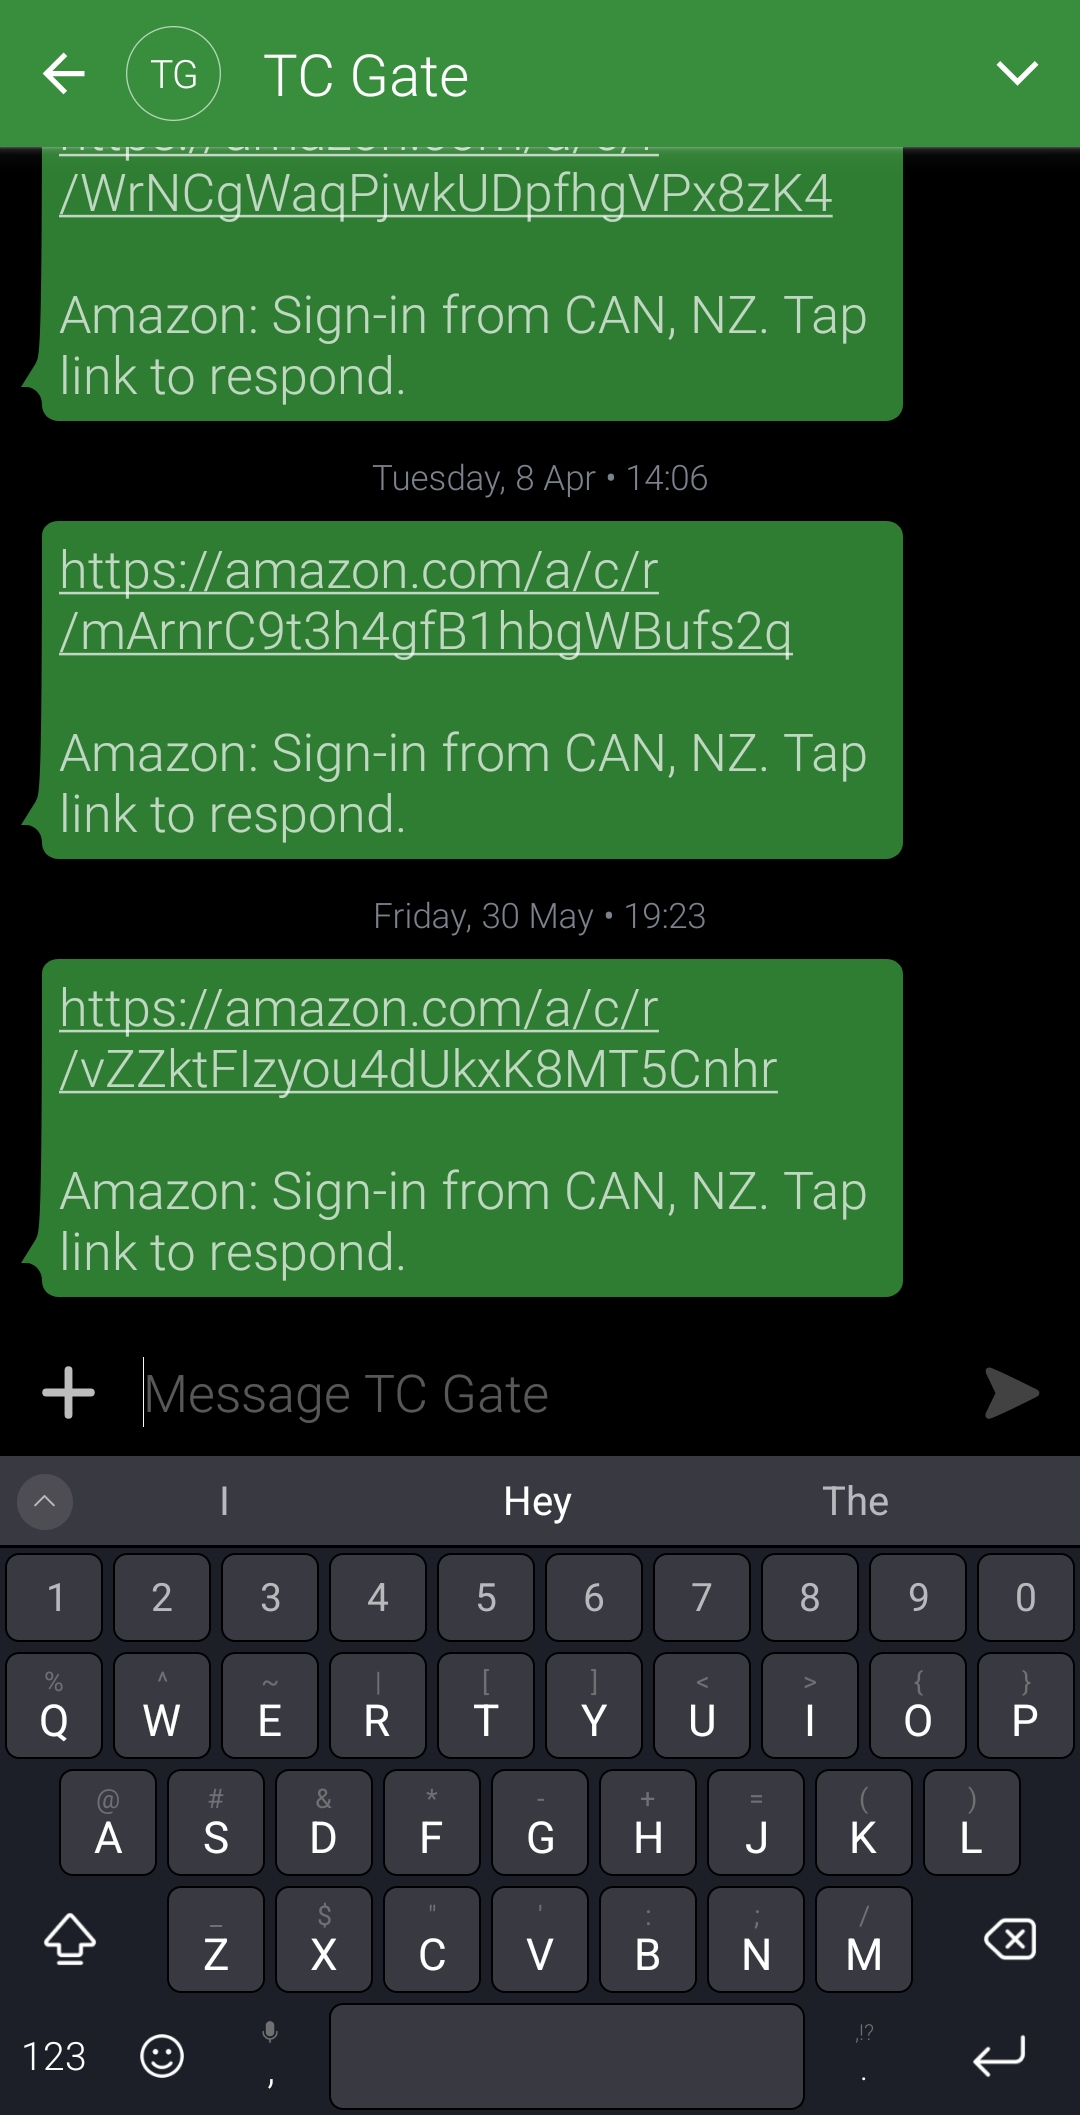 TG TC Gate
https://amazon.com/a/c/r
/WrNCgWaqPjwkUDpfhgVPx8zK4
Amazon: Sign-in from CAN, NZ. Tap
link to respond.
Tuesday, 8 Apr • 14:06
https://amazon.com/a/c/r
/mArnrC9t3h4gfB1hbgWBufs2q
Amazon: Sign-in from CAN, NZ. Tap
link to respond.
Friday, 30 May • 19:23
https://amazon.com/a/c/r
/vZZktFIzyou4dUkxK8MT5Cnhr
Amazon: Sign-in from CAN, NZ. Tap
link to respond.
Message TC Gate
I Hey The
1 2 3 4 5 6 7 8 9 0
% ^ ~ | [ ] < > { }
Q W E R T Y U I O P
@ # & * - + = ( )
A S D F G H J K L
_ $ " ' : ; /
Z X C V B N M
,!?
123 , .